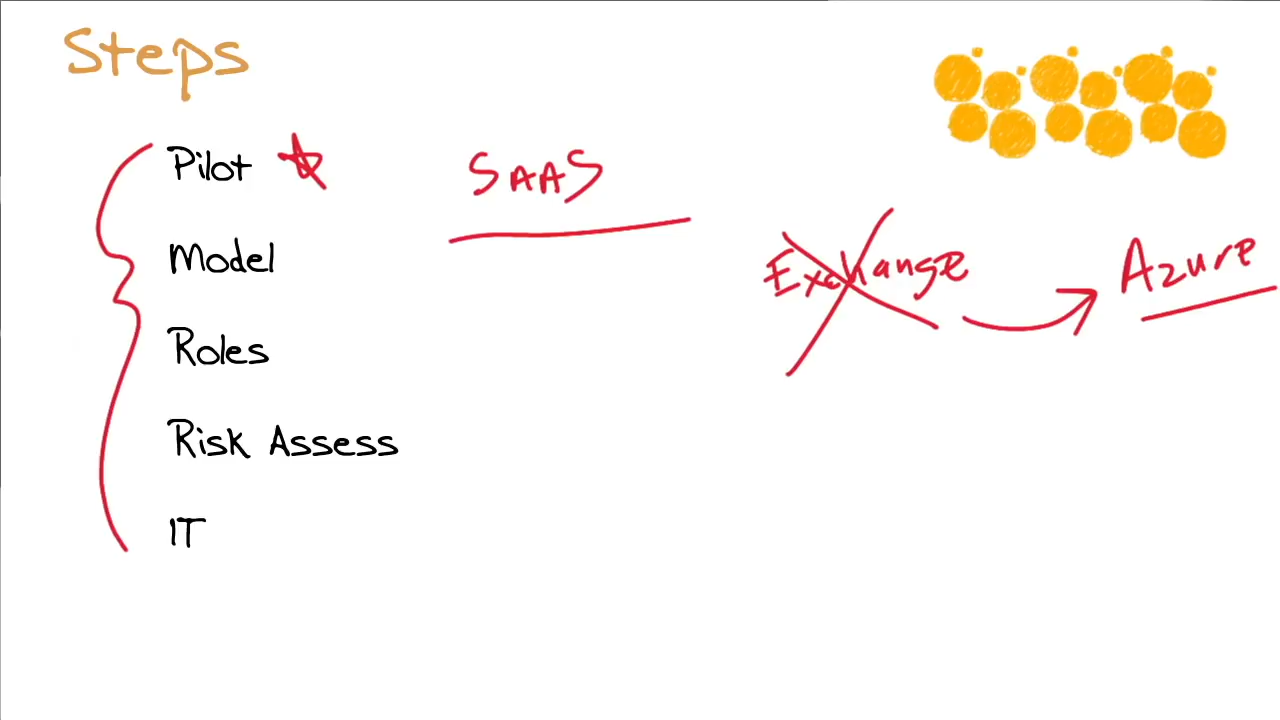 Steps
Pilot
SAAS
Model
Exchange
Azure
Roles
Risk Assess
IT